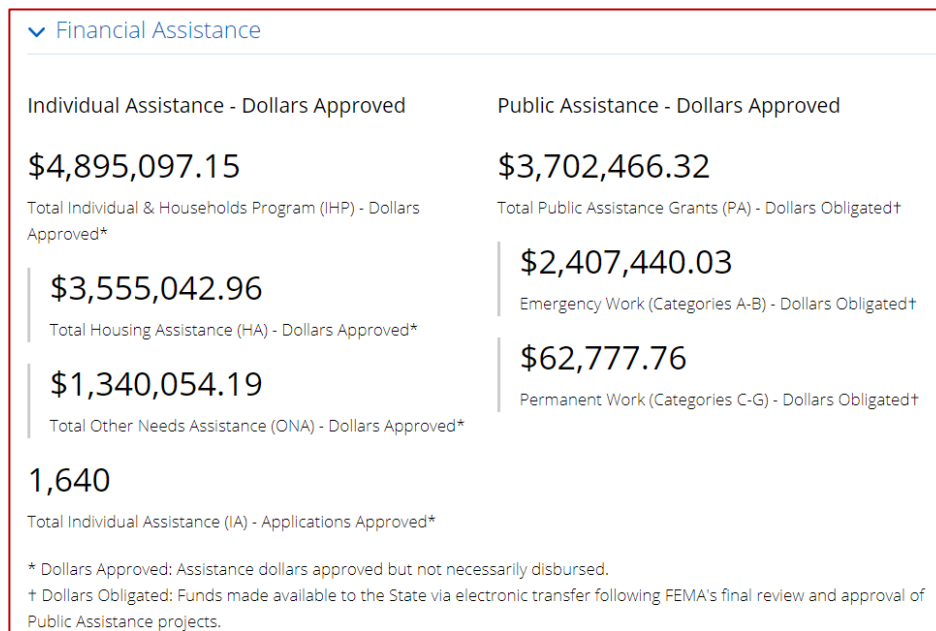 Financial Assistance
Individual Assistance - Dollars Approved
$4,895,097.15
Total Individual & Households Program (IHP) - Dollars
Approved*
$3,555,042.96
Total Housing Assistance (HA) - Dollars Approved*
$1,340,054.19
Total Other Needs Assistance (ONA) - Dollars Approved*
1,640
Total Individual Assistance (IA) - Applications Approved*
Public Assistance - Dollars Approved
$3,702,466.32
Total Public Assistance Grants (PA) - Dollars Obligated†
$2,407,440.03
Emergency Work (Categories A-B) - Dollars Obligated†
$62,777.76
Permanent Work (Categories C-G) - Dollars Obligated†
* Dollars Approved: Assistance dollars approved but not necessarily disbursed.
† Dollars Obligated: Funds made available to the State via electronic transfer following FEMA's final review and approval of
Public Assistance projects.